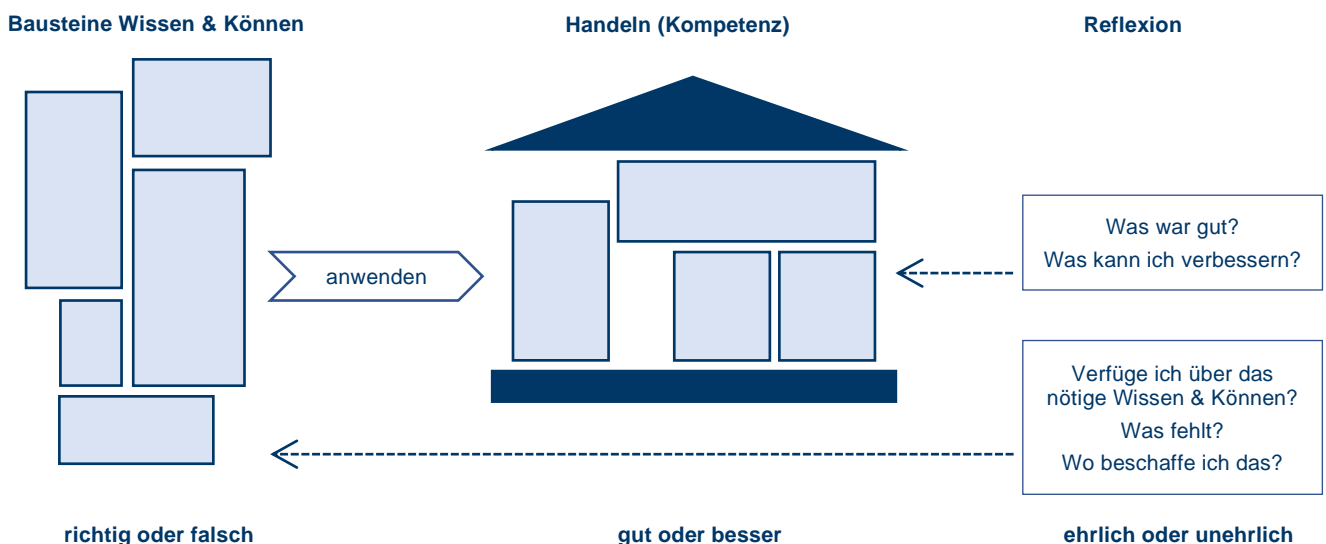 Bausteine Wissen & Können
Handeln (Kompetenz)
Reflexion
anwenden
Was war gut?
Was kann ich verbessern?
Verfüge ich über das
nötige Wissen & Können?
Was fehlt?
Wo beschaffe ich das?
richtig oder falsch
gut oder besser
ehrlich oder unehrlich